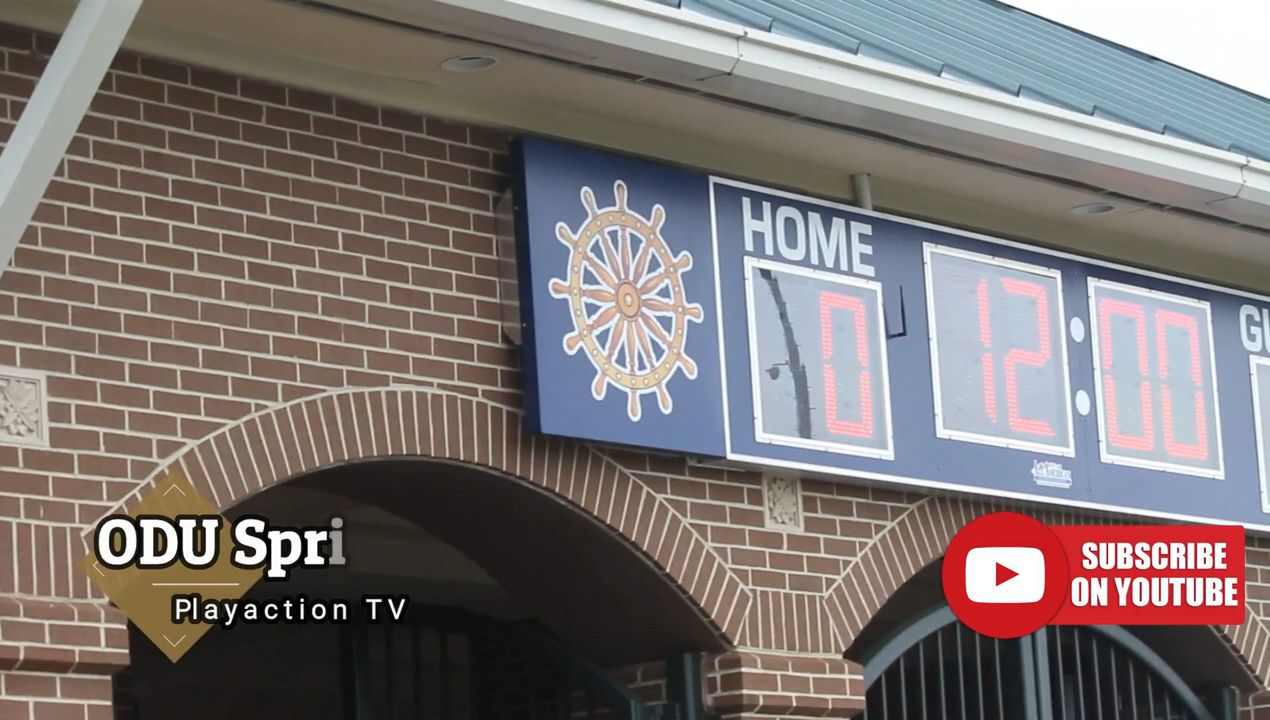 HOME
0
12:00
ODU Spri
Playaction TV
SUBSCRIBE
ON YOUTUBE